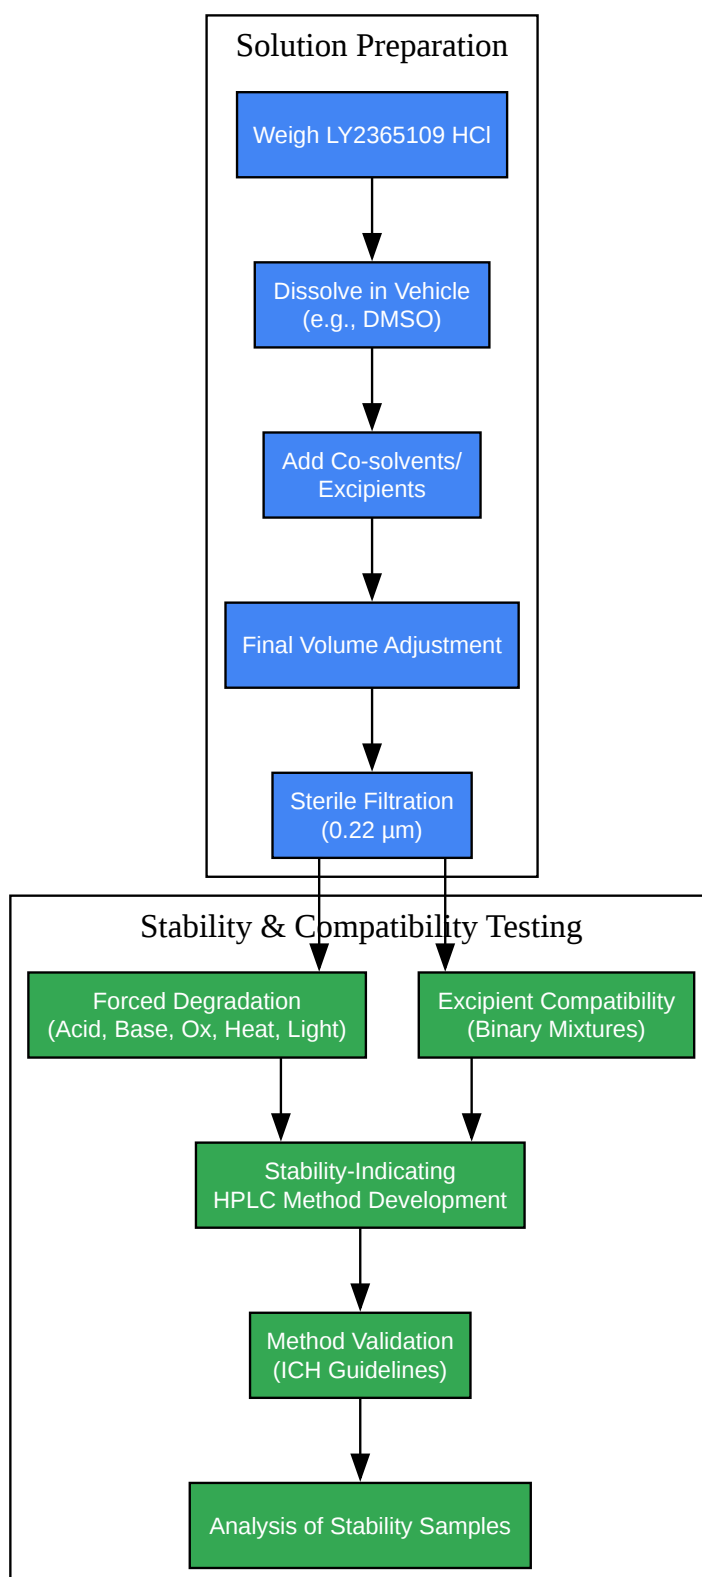 Solution Preparation
Weigh LY2365109 HCl
Dissolve in Vehicle
(e.g., DMSO)
Add Co-solvents/
Excipients
Final Volume Adjustment
Sterile Filtration
(0.22 µm)
Stability & Compatibility Testing
Forced Degradation
(Acid, Base, Ox, Heat, Light)
Excipient Compatibility
(Binary Mixtures)
Stability-Indicating
HPLC Method Development
Method Validation
(ICH Guidelines)
Analysis of Stability Samples